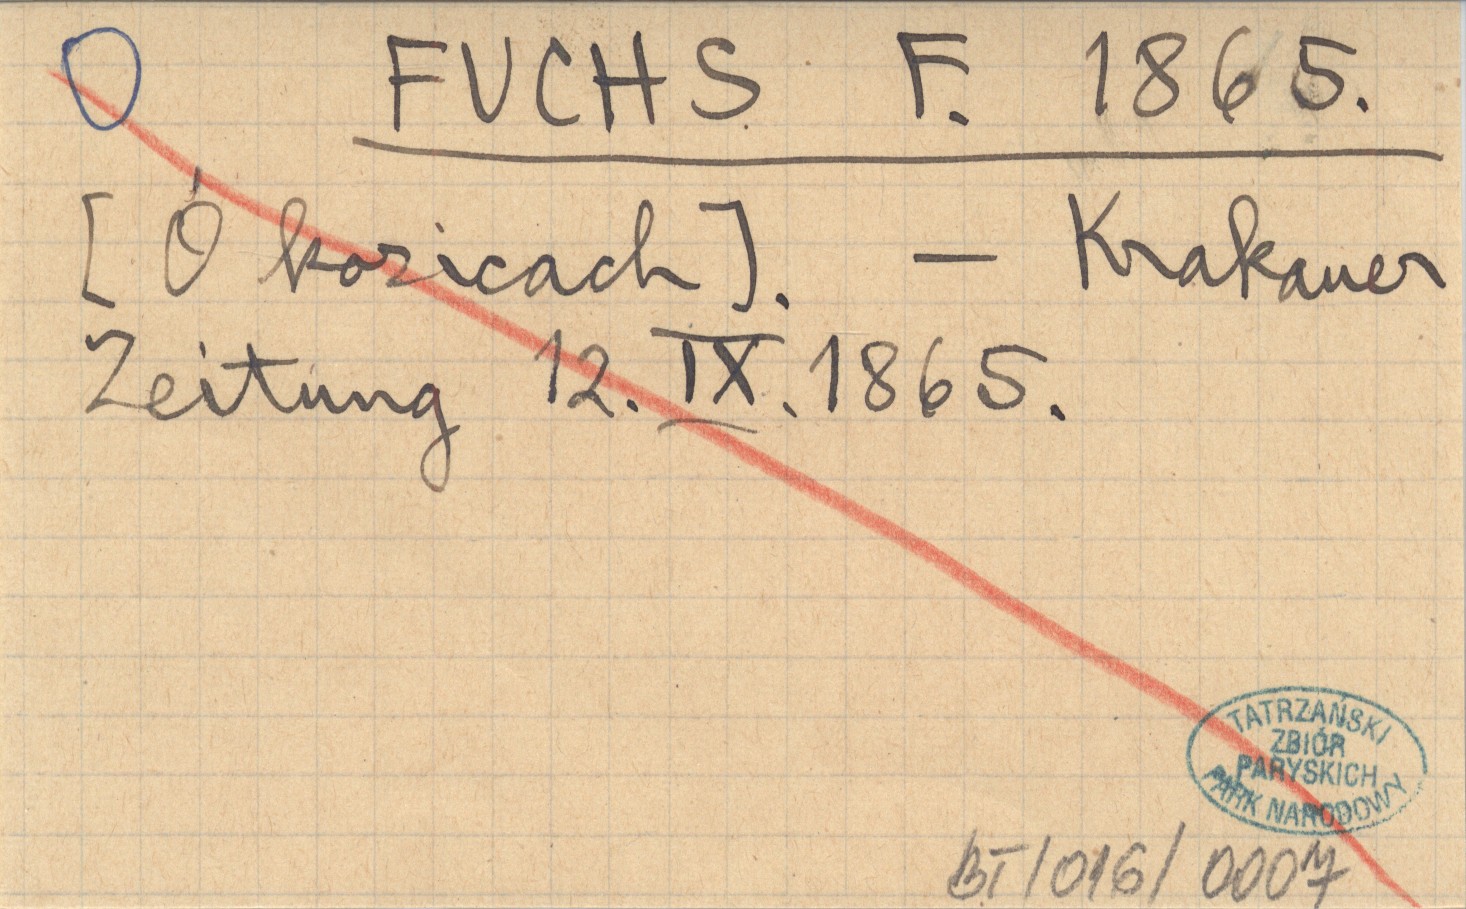 FUCHS F. 1865.
[O kozicach]. — Krakauer
Zeitung 12.IX.1865.
TATRZAŃSKI
ZBIÓR
PARYSKICH
PARK NARODOWY
BT/016/0007